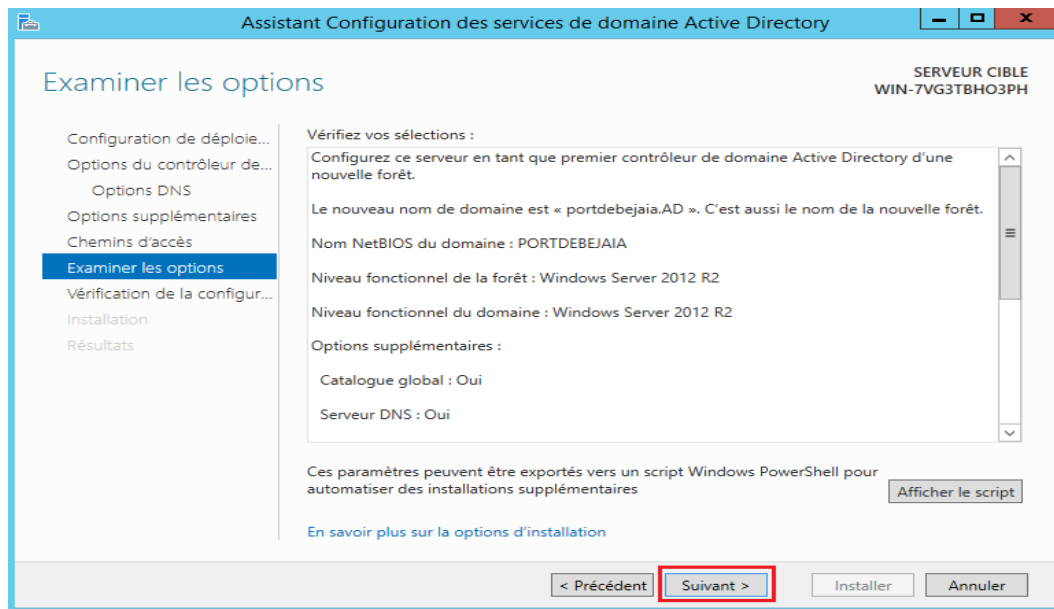 Assistant Configuration des services de domaine Active Directory
Examiner les options
SERVEUR CIBLE
WIN-7VG3TBHO3PH
Configuration de déploie...
Options du contrôleur de...
Options DNS
Options supplémentaires
Chemins d'accès
Examiner les options
Vérification de la configur...
Installation
Résultats
Vérifiez vos sélections :
Configurez ce serveur en tant que premier contrôleur de domaine Active Directory d'une
nouvelle forêt.
Le nouveau nom de domaine est « portdebejaia.AD ». C'est aussi le nom de la nouvelle forêt.
Nom NetBIOS du domaine : PORTDEBEJAIA
Niveau fonctionnel de la forêt : Windows Server 2012 R2
Niveau fonctionnel du domaine : Windows Server 2012 R2
Options supplémentaires :
Catalogue global : Oui
Serveur DNS : Oui
Ces paramètres peuvent être exportés vers un script Windows PowerShell pour
automatiser des installations supplémentaires
Afficher le script
En savoir plus sur la options d'installation
< Précédent
Suivant >
Installer
Annuler